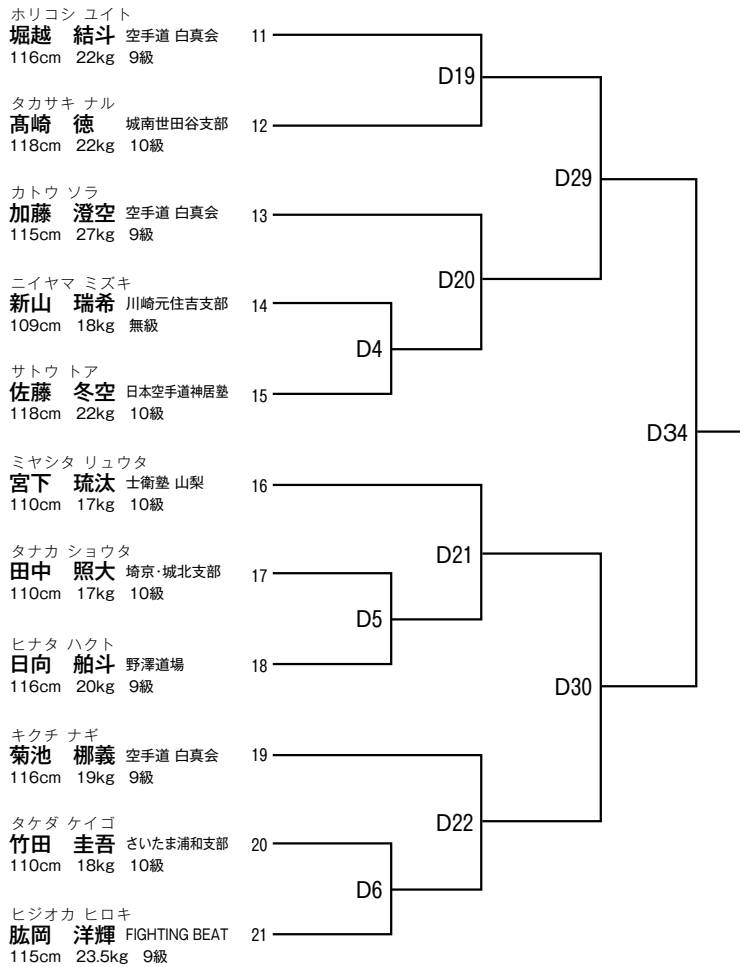 ホリコシ ユイト
堀越 結斗 空手道 白真会 11
116cm 22kg 9級
D19
タカサキ ナル
髙崎 徳 城南世田谷支部 12
118cm 22kg 10級
D29
カトウ ソラ
加藤 澄空 空手道 白真会 13
115cm 27kg 9級
D20
ニイヤマ ミズキ
新山 瑞希 川崎元住吉支部 14
109cm 18kg 無級
D4
サトウ トア
佐藤 冬空 日本空手道神居塾 15
118cm 22kg 10級
D34
ミヤシタ リュウタ
宮下 琉汰 士衛塾 山梨 16
110cm 17kg 10級
D21
タナカ ショウタ
田中 照大 埼京･城北支部 17
110cm 17kg 10級
D5
ヒナタ ハクト
日向 舶斗 野澤道場 18
116cm 20kg 9級
D30
キクチ ナギ
菊池 梛義 空手道 白真会 19
116cm 19kg 9級
D22
タケダ ケイゴ
竹田 圭吾 さいたま浦和支部 20
110cm 18kg 10級
D6
ヒジオカ ヒロキ
肱岡 洋輝 FIGHTING BEAT 21
115cm 23.5kg 9級